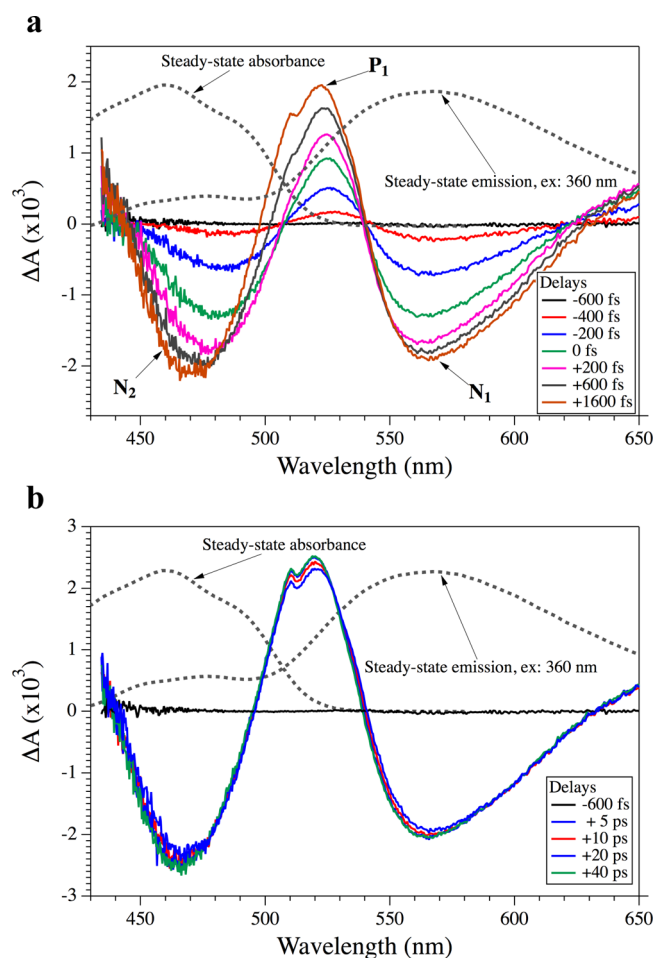 a
Steady-state absorbance
P1
Steady-state emission, ex: 360 nm
N2
N1
Delays
-600 fs
-400 fs
-200 fs
0 fs
+200 fs
+600 fs
+1600 fs
2
1
0
-1
-2
ΔA (x10³)
450
500
550
600
650
Wavelength (nm)
b
Steady-state absorbance
Steady-state emission, ex: 360 nm
Delays
-600 fs
+ 5 ps
+10 ps
+20 ps
+40 ps
3
2
1
0
-1
-2
-3
ΔA (x10³)
450
500
550
600
650
Wavelength (nm)